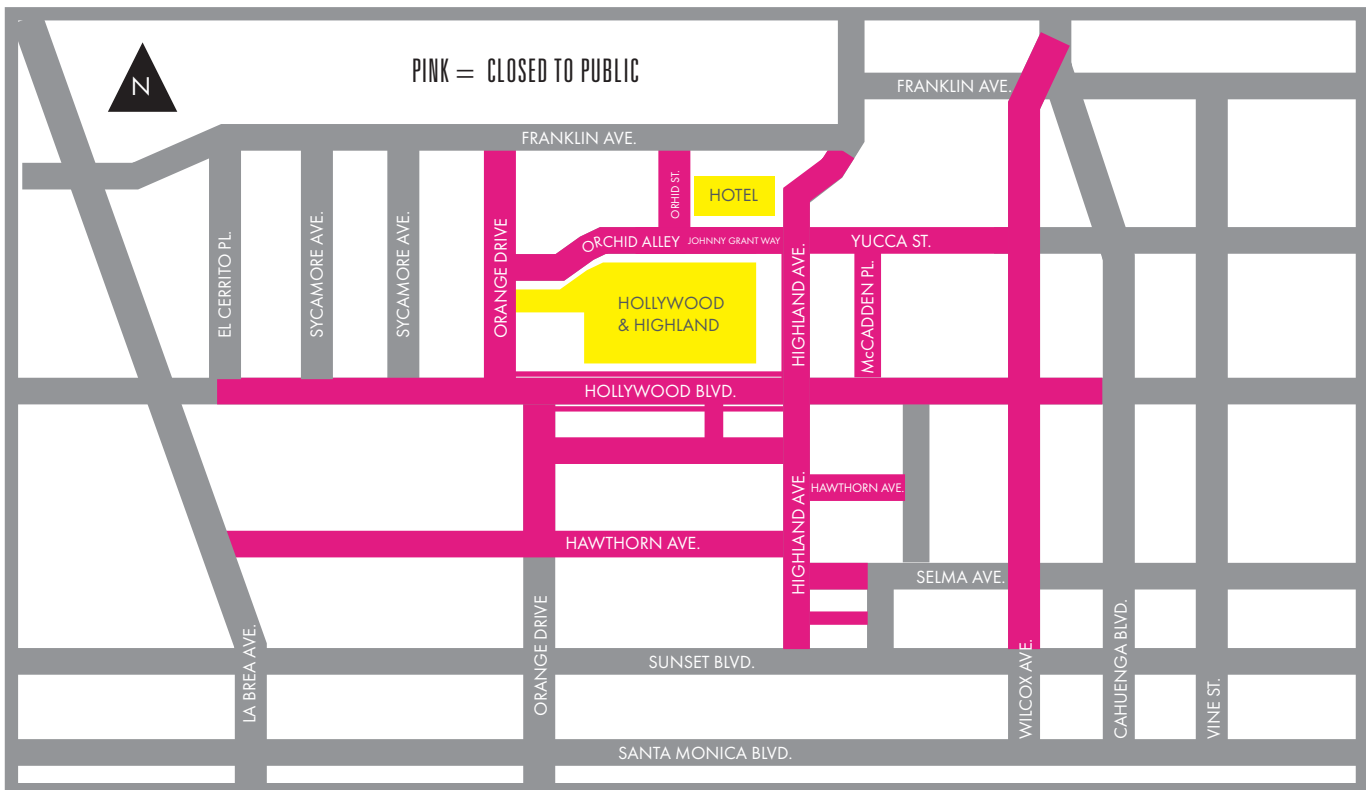 PINK = CLOSED TO PUBLIC
N
FRANKLIN AVE.
FRANKLIN AVE.
ORHID ST.
HOTEL
ORCHID ALLEY
JOHNNY GRANT WAY
YUCCA ST.
EL CERRITO PL.
SYCAMORE AVE.
SYCAMORE AVE.
ORANGE DRIVE
HOLLYWOOD
& HIGHLAND
HIGHLAND AVE.
McCADDEN PL.
HOLLYWOOD BLVD.
HAWTHORN AVE.
HIGHLAND AVE.
HAWTHORN AVE.
SELMA AVE.
LA BREA AVE.
ORANGE DRIVE
SUNSET BLVD.
WILCOX AVE.
CAHUENGA BLVD.
VINE ST.
SANTA MONICA BLVD.